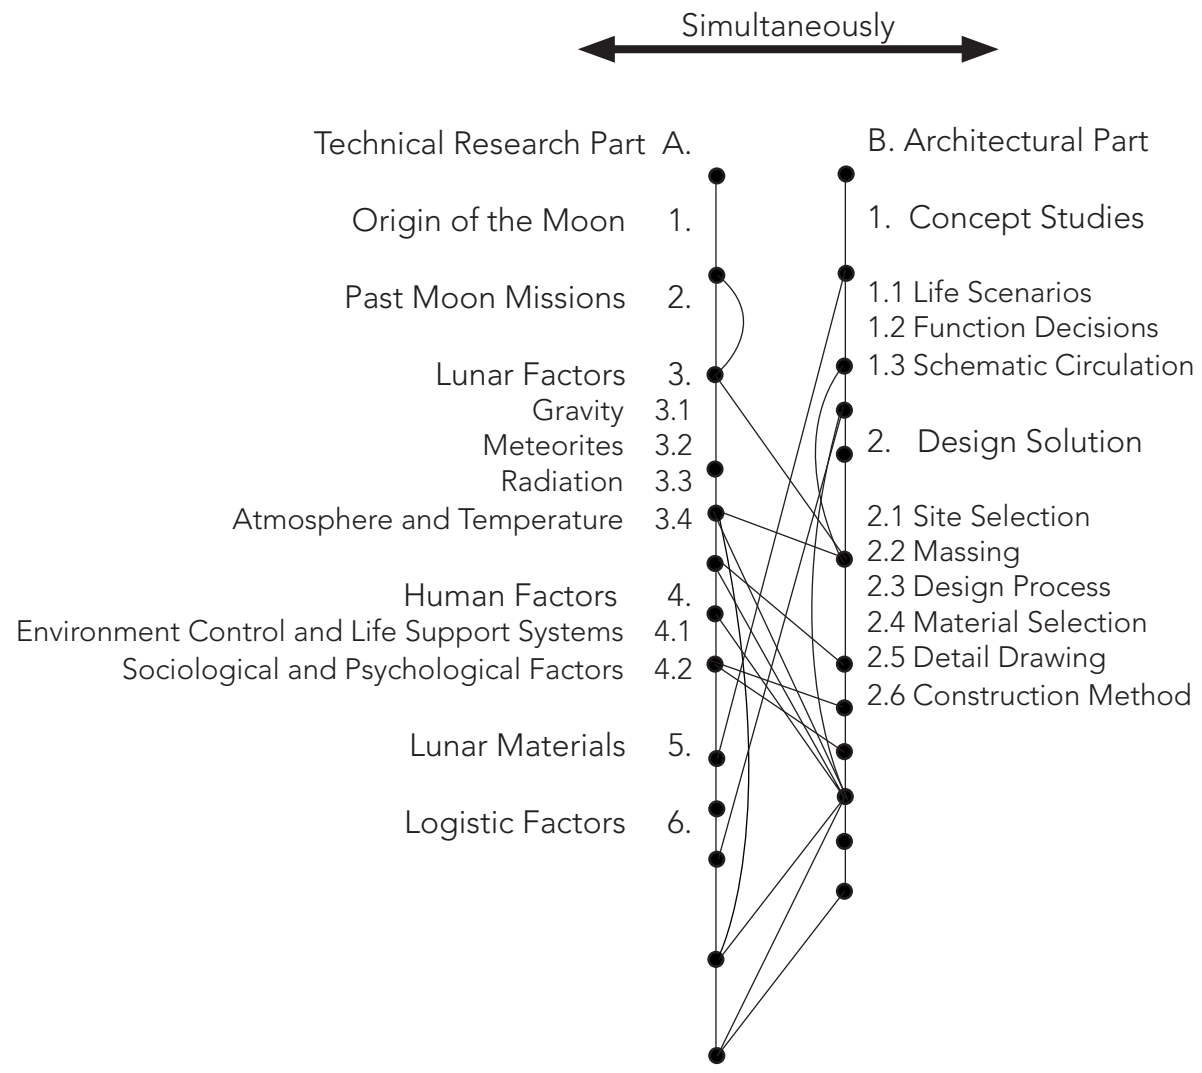 Simultaneously
Technical Research Part A.
Origin of the Moon 1.
Past Moon Missions 2.
Lunar Factors 3.
Gravity 3.1
Meteorites 3.2
Radiation 3.3
Atmosphere and Temperature 3.4
Human Factors 4.
Environment Control and Life Support Systems 4.1
Sociological and Psychological Factors 4.2
Lunar Materials 5.
Logistic Factors 6.
B. Architectural Part
1. Concept Studies
1.1 Life Scenarios
1.2 Function Decisions
1.3 Schematic Circulation
2. Design Solution
2.1 Site Selection
2.2 Massing
2.3 Design Process
2.4 Material Selection
2.5 Detail Drawing
2.6 Construction Method